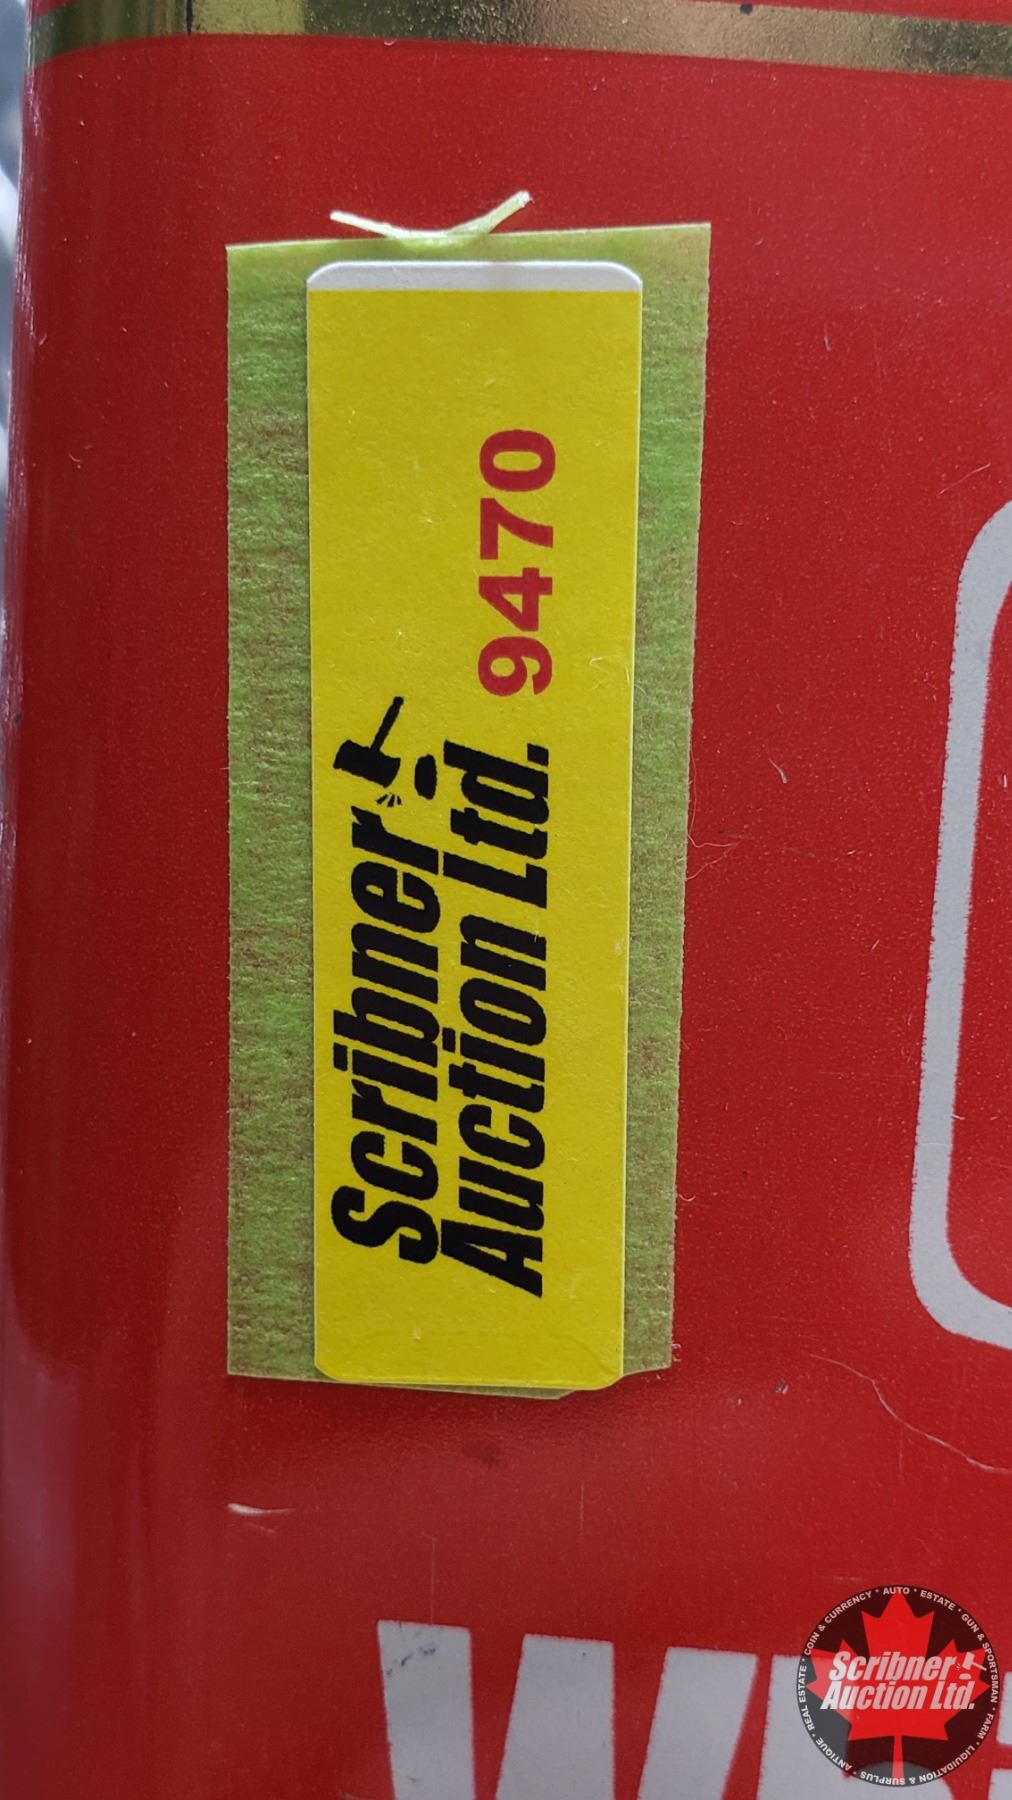 Scribner
Auction Ltd. 9470
COIN & CURRENCY • AUTO • ESTATE • GUN & SPORTSMAN • FARM • LIQUIDATION & SURPLUS • ANTIQUE • REAL ESTATE •
Scribner
Auction Ltd.